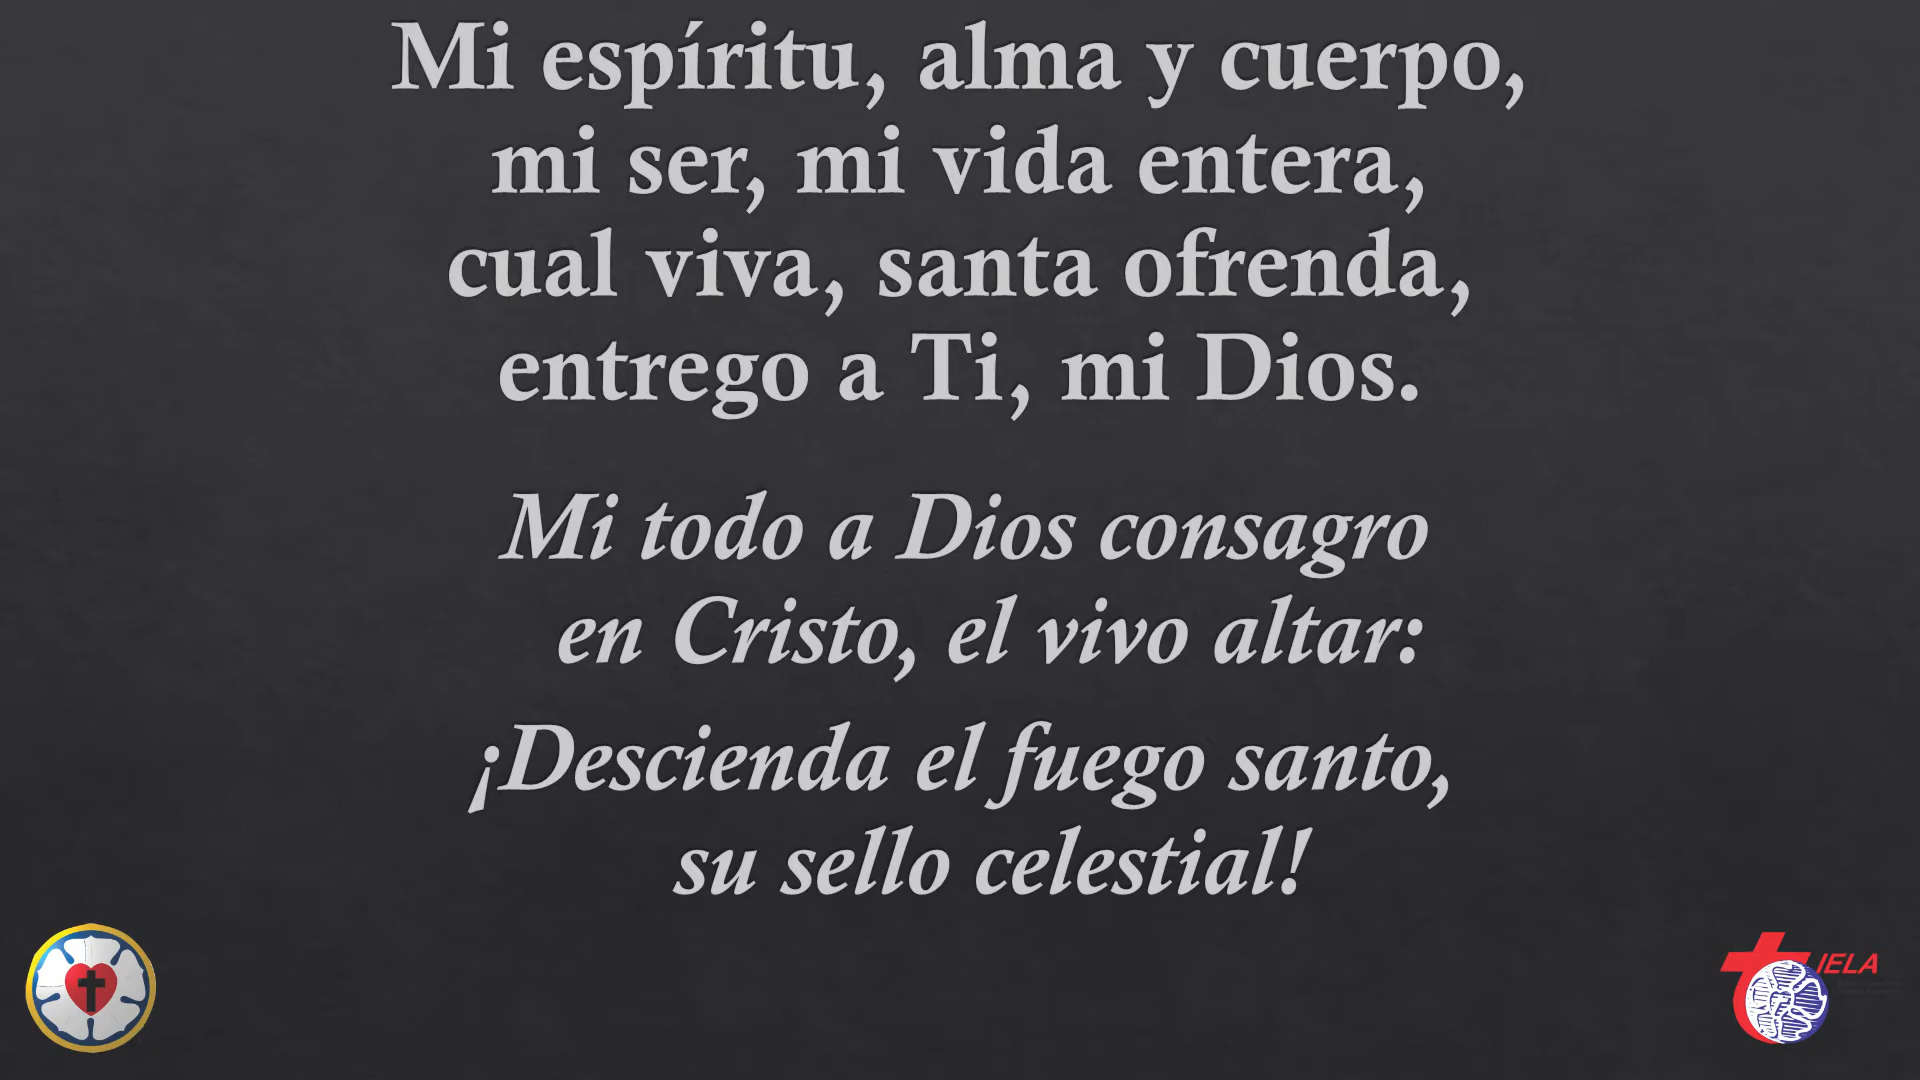 Mi espíritu, alma y cuerpo,
mi ser, mi vida entera,
cual viva, santa ofrenda,
entrego a Ti, mi Dios.
Mi todo a Dios consagro
en Cristo, el vivo altar:
¡Descienda el fuego santo,
su sello celestial!
IELA